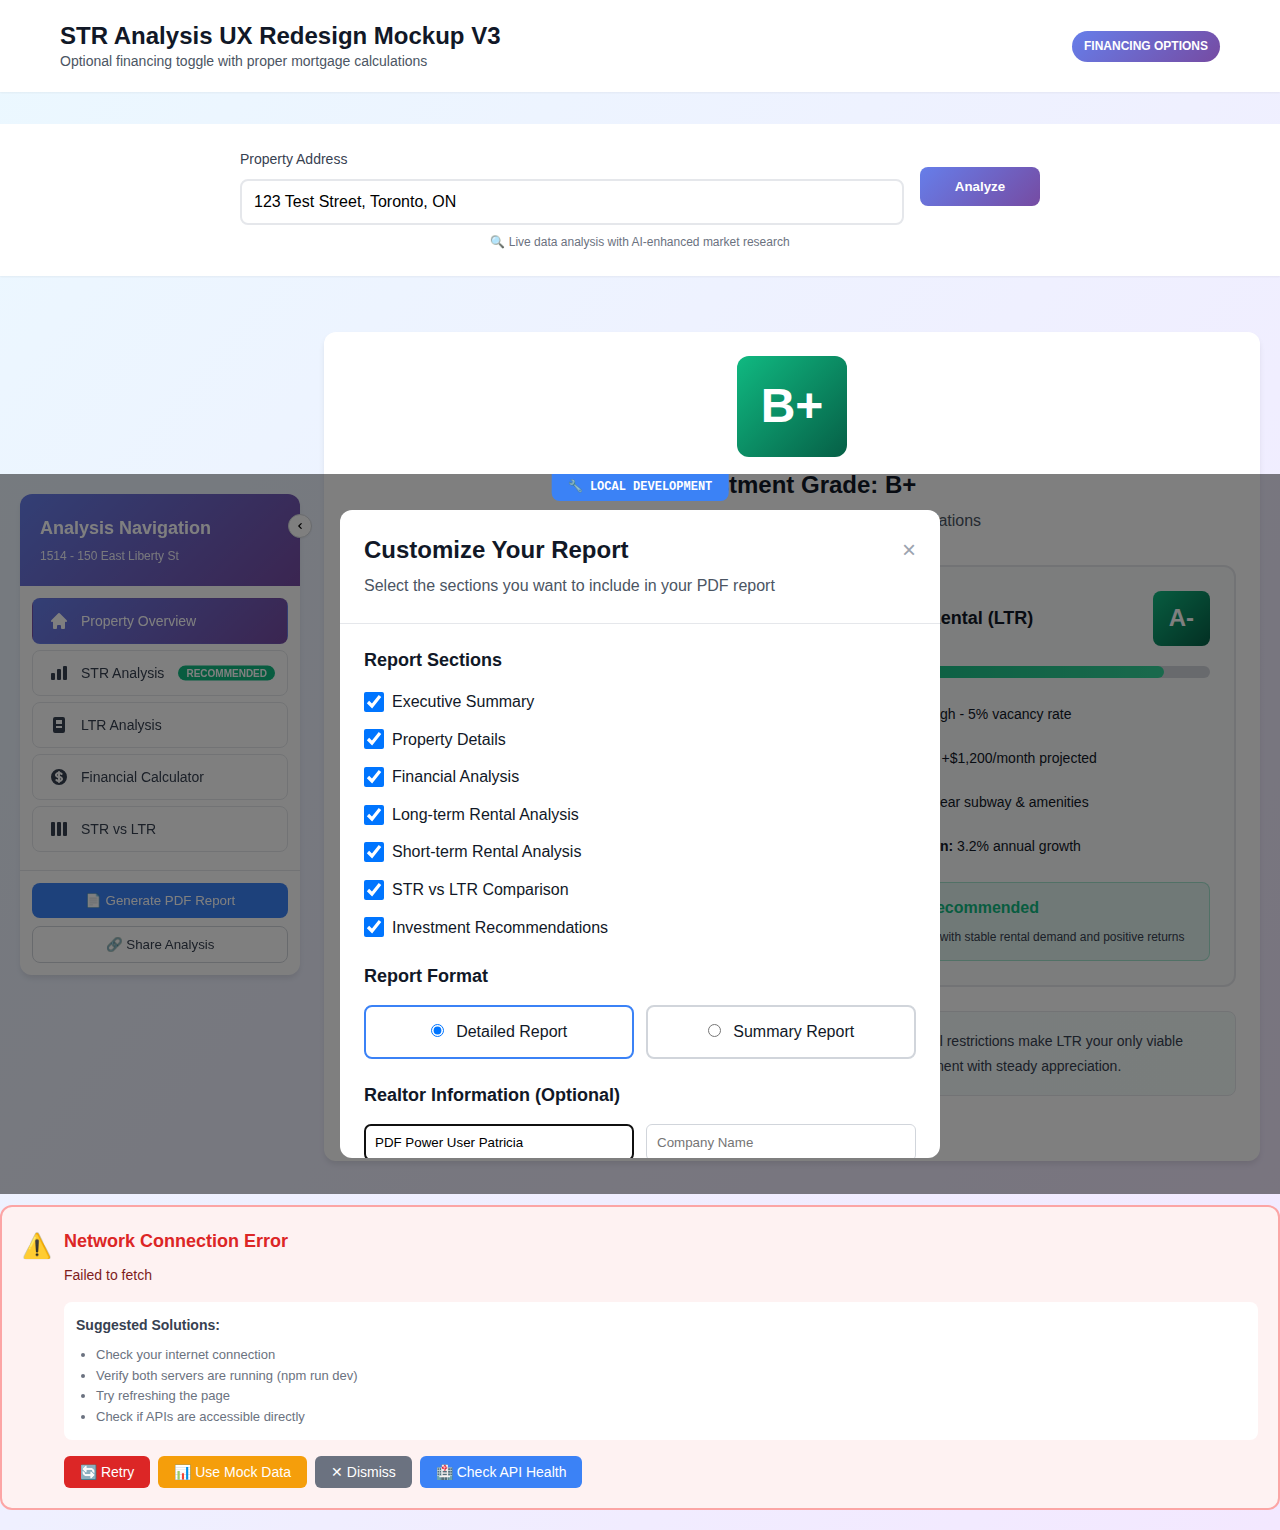 STR Analysis UX Redesign Mockup V3
Optional financing toggle with proper mortgage calculations
FINANCING OPTIONS
Property Address
123 Test Street, Toronto, ON
Analyze
🔍 Live data analysis with AI-enhanced market research
B+
🔧 LOCAL DEVELOPMENT
tment Grade: B+
ations
Analysis Navigation
1514 - 150 East Liberty St
Property Overview
STR Analysis RECOMMENDED
LTR Analysis
Financial Calculator
STR vs LTR
📄 Generate PDF Report
🔗 Share Analysis
Customize Your Report
×
Select the sections you want to include in your PDF report
Report Sections
Executive Summary
Property Details
Financial Analysis
Long-term Rental Analysis
Short-term Rental Analysis
STR vs LTR Comparison
Investment Recommendations
Report Format
Detailed Report
Summary Report
Realtor Information (Optional)
PDF Power User Patricia
Company Name
ental (LTR)
A-
gh - 5% vacancy rate
+$1,200/month projected
ear subway & amenities
n: 3.2% annual growth
ecommended
with stable rental demand and positive returns
l restrictions make LTR your only viable
nent with steady appreciation.
⚠️ Network Connection Error
Failed to fetch
Suggested Solutions:
• Check your internet connection
• Verify both servers are running (npm run dev)
• Try refreshing the page
• Check if APIs are accessible directly
🔄 Retry
📊 Use Mock Data
✕ Dismiss
🏥 Check API Health